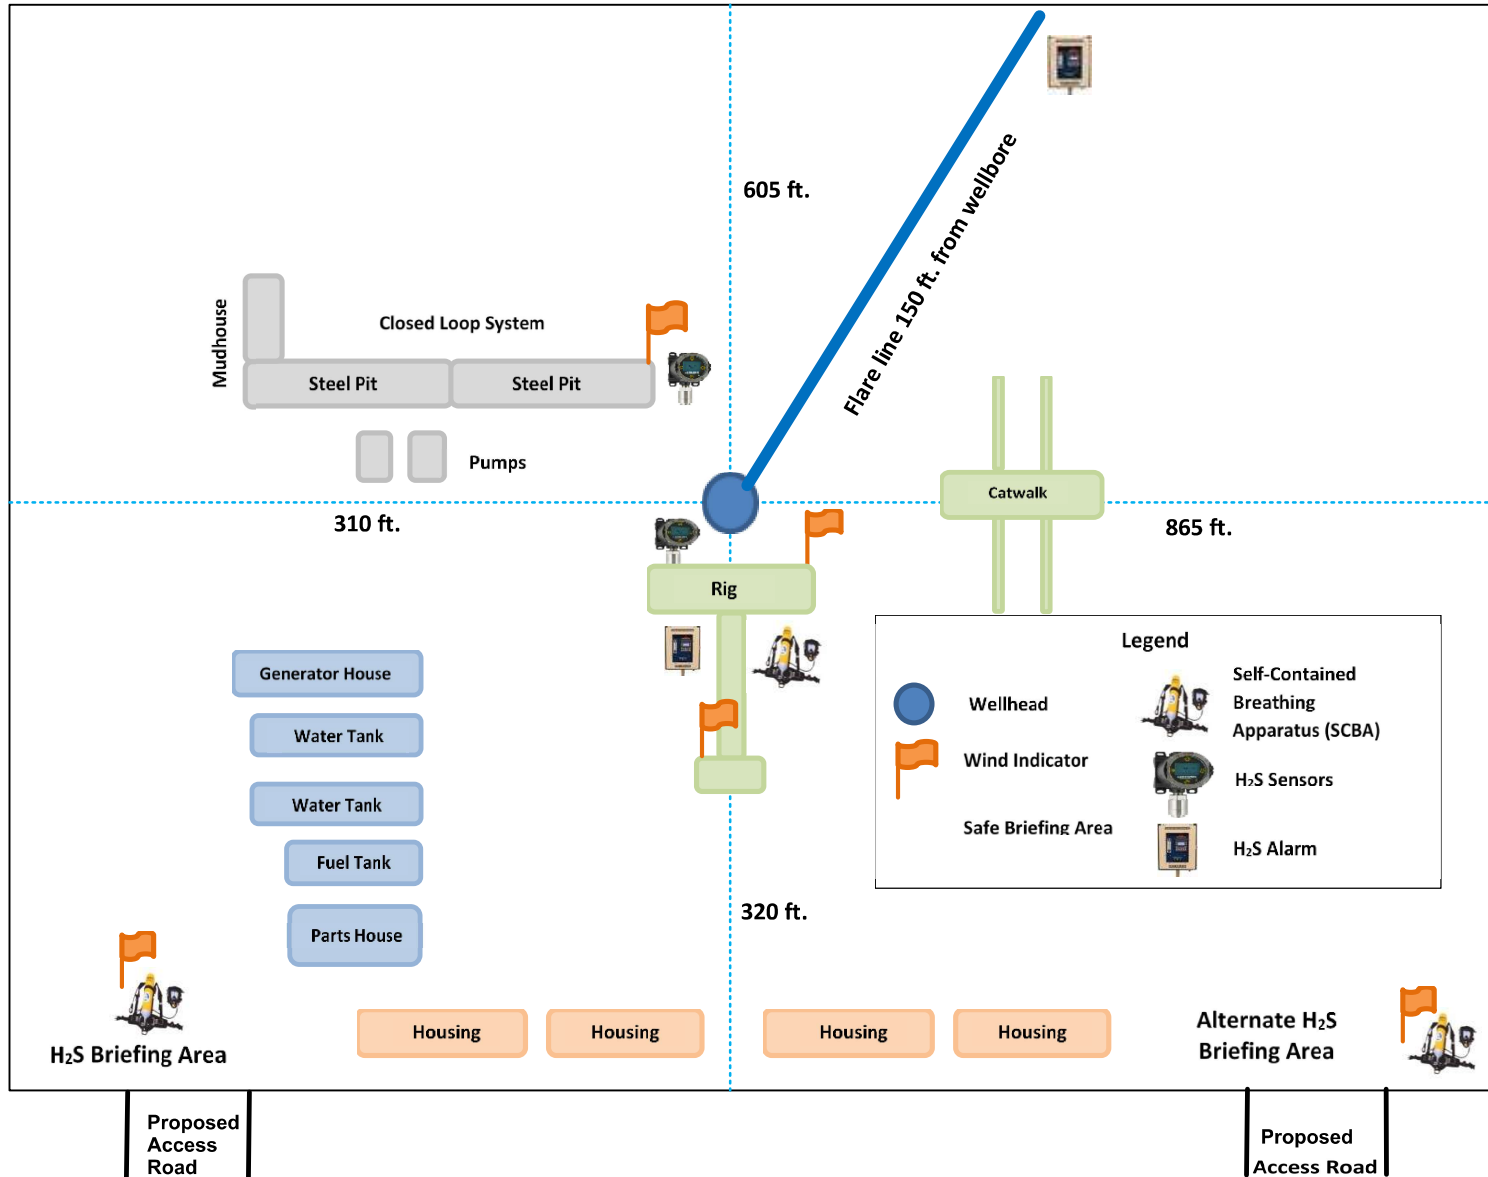 605 ft.
Flare line 150 ft. from wellbore
Mudhouse
Closed Loop System
Steel Pit
Steel Pit
Pumps
310 ft.
Catwalk
865 ft.
Rig
Generator House
Water Tank
Water Tank
Fuel Tank
Parts House
320 ft.
Legend
Wellhead
Wind Indicator
Safe Briefing Area
Self-Contained
Breathing
Apparatus (SCBA)
H₂S Sensors
H₂S Alarm
H₂S Briefing Area
Housing
Housing
Housing
Housing
Alternate H₂S
Briefing Area
Proposed
Access
Road
Proposed
Access Road